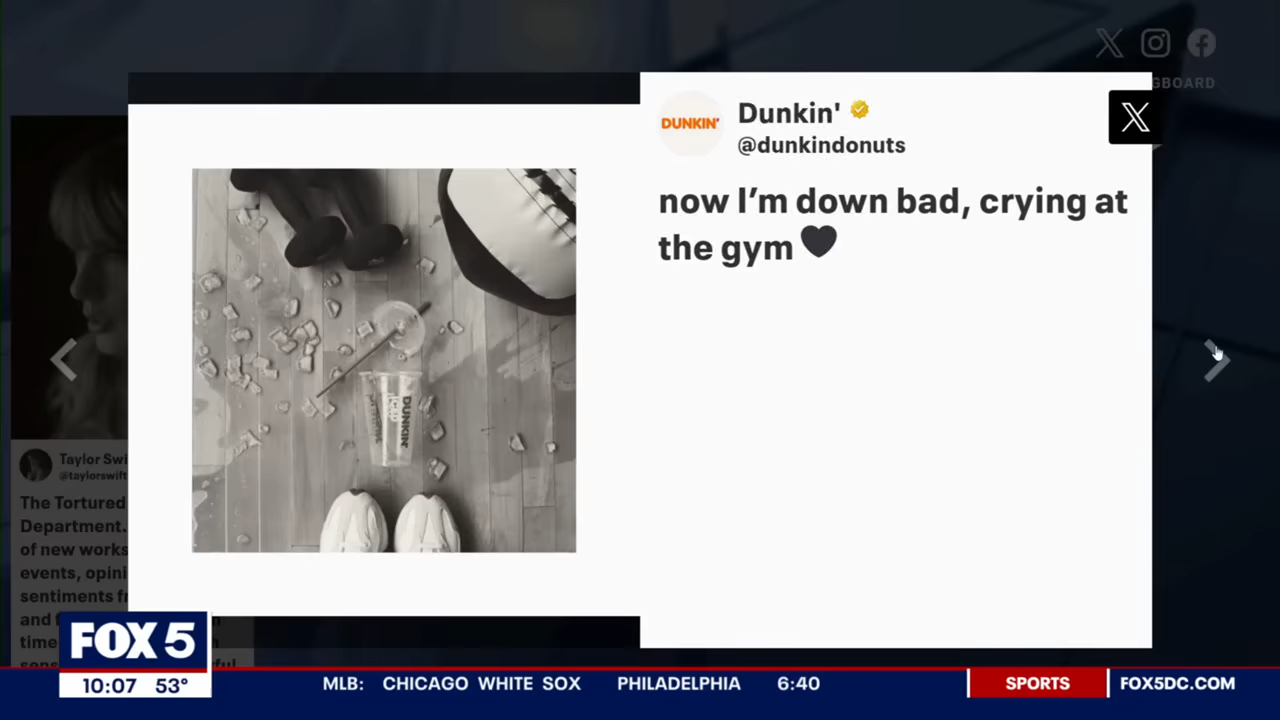 GBOARD
DUNKIN'
Dunkin'
@dunkindonuts
now I'm down bad, crying at
the gym 🖤
DUNKIN'
Taylor Swi
@taylorswift
The Tortured
Department.
of new works
events, opini
sentiments fr
and f
time
FOX 5
10:07 53°
MLB: CHICAGO WHITE SOX PHILADELPHIA 6:40
SPORTS
FOX5DC.COM